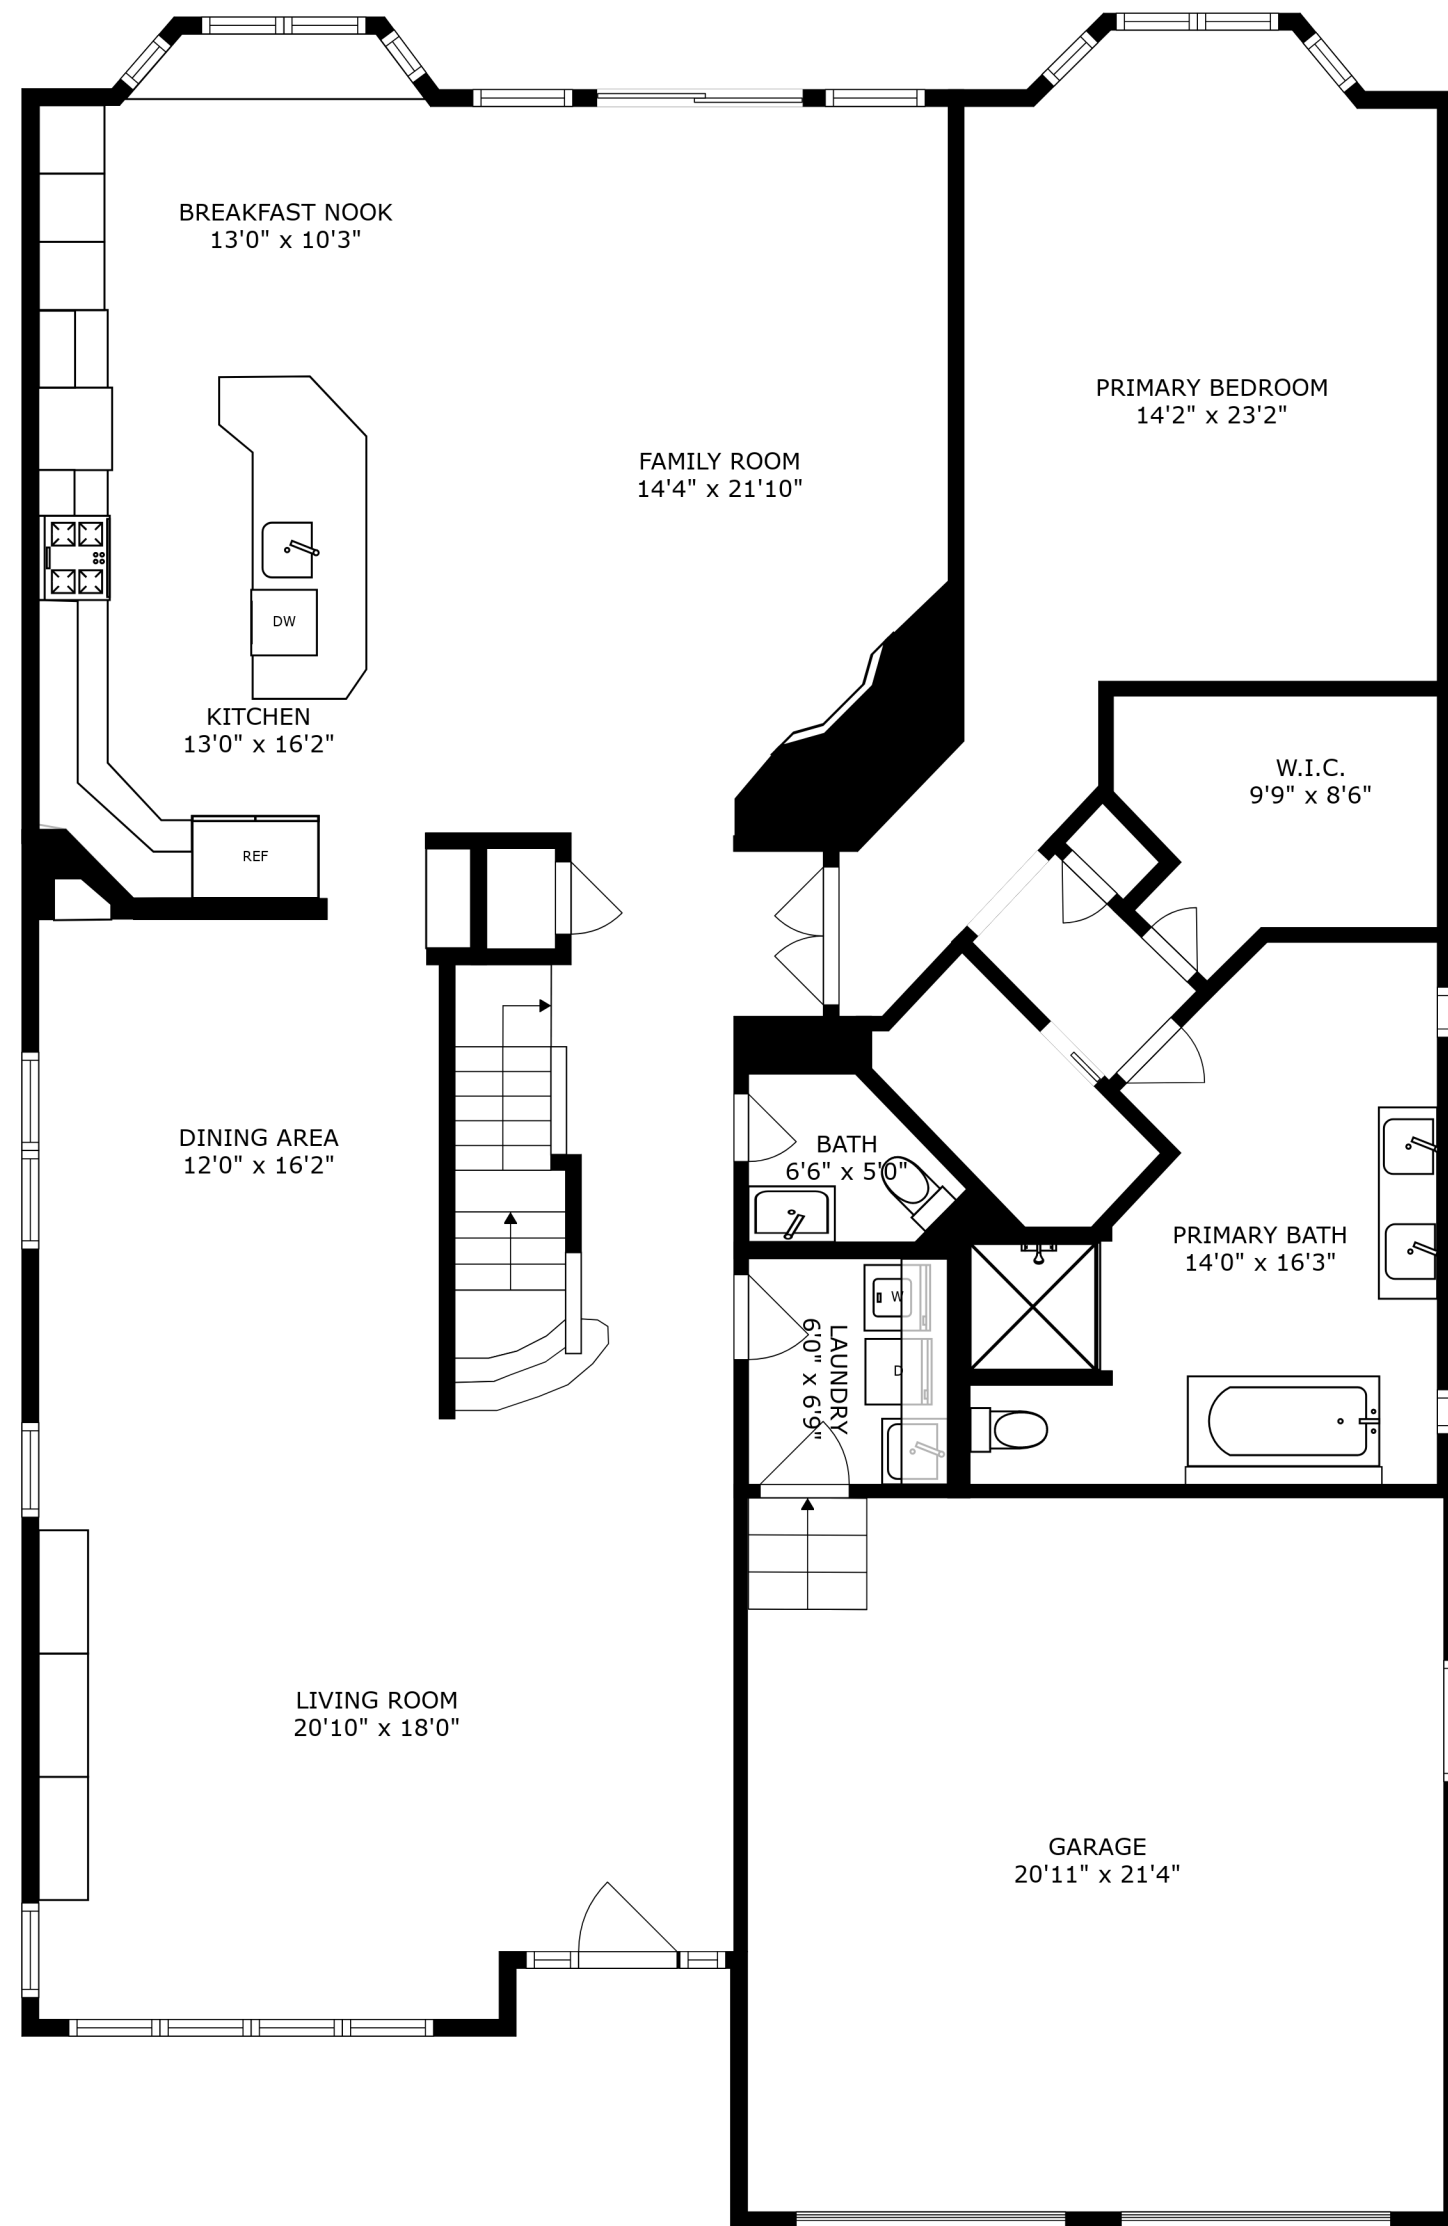 BREAKFAST NOOK
13'0" x 10'3"
PRIMARY BEDROOM
14'2" x 23'2"
FAMILY ROOM
14'4" x 21'10"
DW
KITCHEN
13'0" x 16'2"
W.I.C.
9'9" x 8'6"
REF
DINING AREA
12'0" x 16'2"
BATH
6'6" x 5'0"
PRIMARY BATH
14'0" x 16'3"
W
D
LAUNDRY
6'0" x 6'9"
LIVING ROOM
20'10" x 18'0"
GARAGE
20'11" x 21'4"